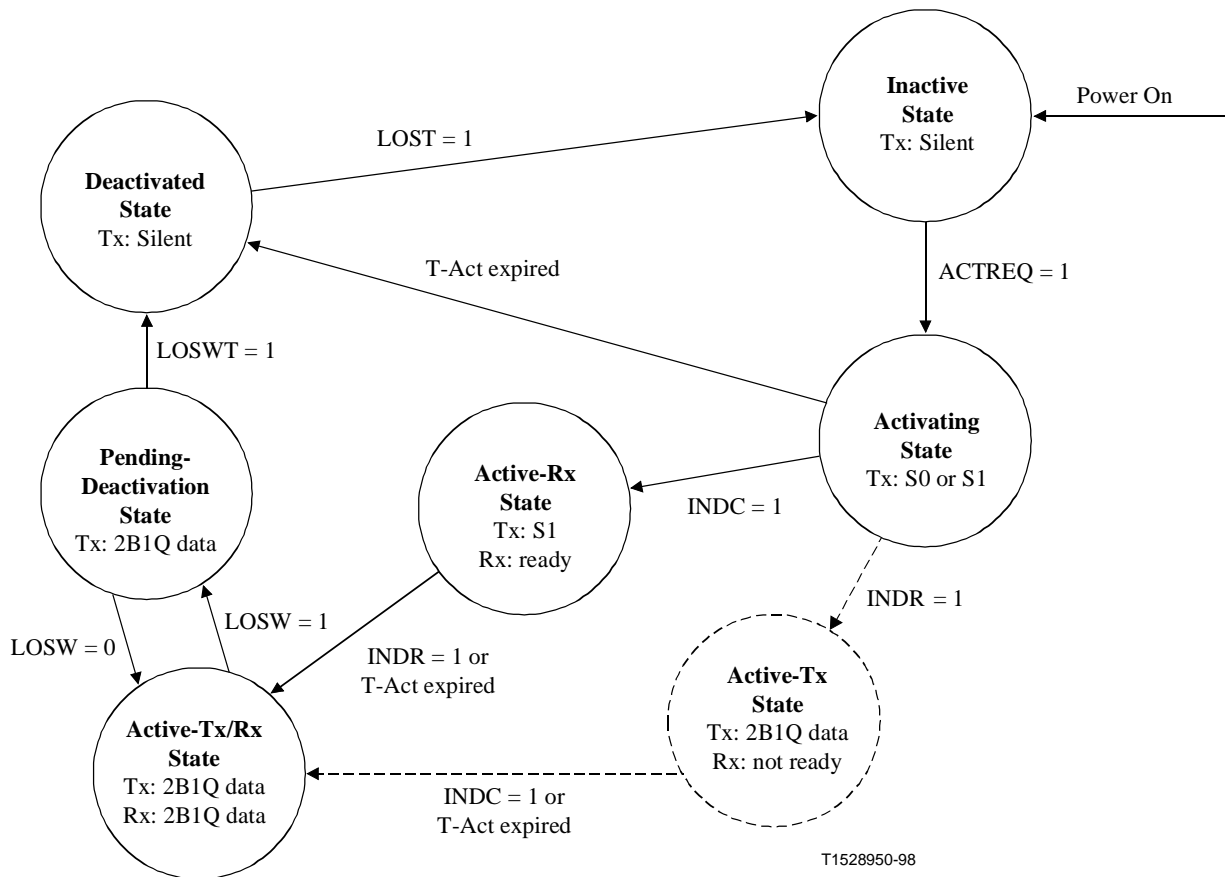 Inactive
State
Tx: Silent
Power On
LOST = 1
Deactivated
State
Tx: Silent
T-Act expired
ACTREQ = 1
LOSWT = 1
Activating
State
Tx: S0 or S1
Pending-
Deactivation
State
Tx: 2B1Q data
Active-Rx
State
Tx: S1
Rx: ready
INDC = 1
INDR = 1
LOSW = 1
LOSW = 0
INDR = 1 or
T-Act expired
Active-Tx
State
Tx: 2B1Q data
Rx: not ready
Active-Tx/Rx
State
Tx: 2B1Q data
Rx: 2B1Q data
INDC = 1 or
T-Act expired
T1528950-98